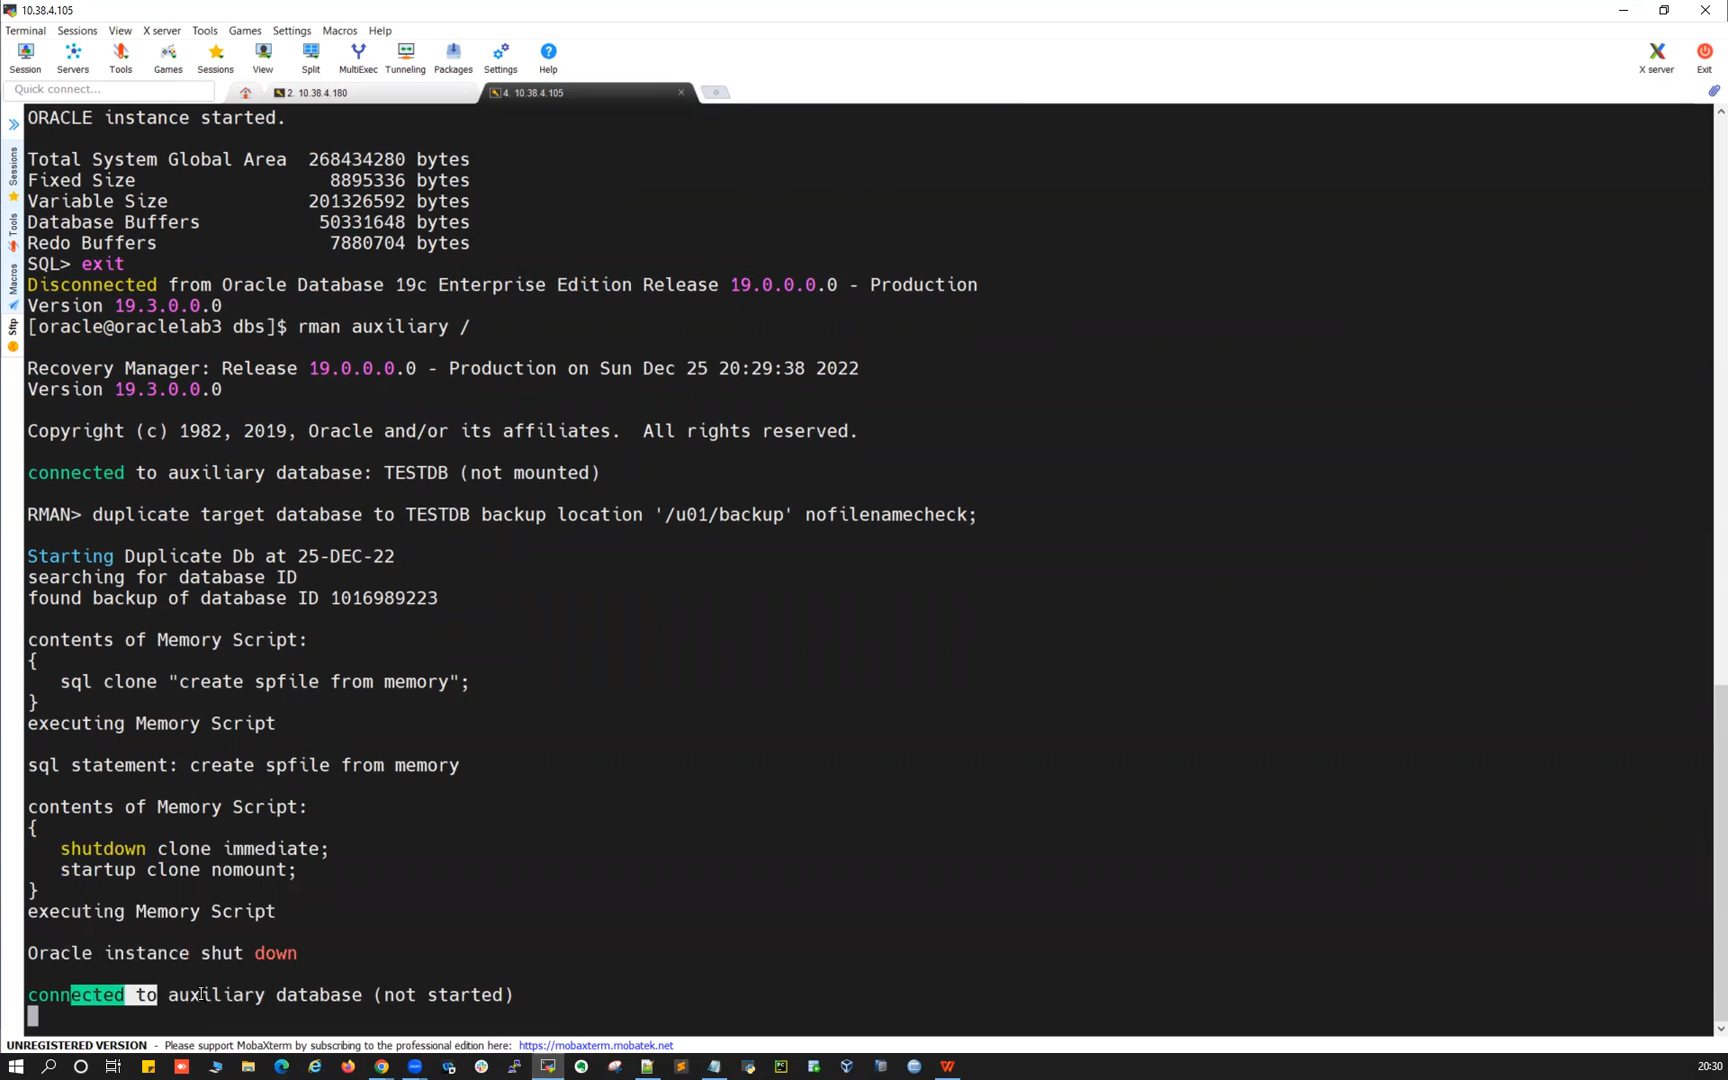 10.38.4.105
Terminal Sessions View X server Tools Games Settings Macros Help
Session Servers Tools Games Sessions View Split MultiExec Tunneling Packages Settings Help X server Exit
Quick connect...
2. 10.38.4.180
4. 10.38.4.105
Sessions
Tools
Macros
Sftp
ORACLE instance started.
Total System Global Area 268434280 bytes
Fixed Size 8895336 bytes
Variable Size 201326592 bytes
Database Buffers 50331648 bytes
Redo Buffers 7880704 bytes
SQL> exit
Disconnected from Oracle Database 19c Enterprise Edition Release 19.0.0.0.0 - Production
Version 19.3.0.0.0
[oracle@oraclelab3 dbs]$ rman auxiliary /
Recovery Manager: Release 19.0.0.0.0 - Production on Sun Dec 25 20:29:38 2022
Version 19.3.0.0.0
Copyright (c) 1982, 2019, Oracle and/or its affiliates. All rights reserved.
connected to auxiliary database: TESTDB (not mounted)
RMAN> duplicate target database to TESTDB backup location '/u01/backup' nofilenamecheck;
Starting Duplicate Db at 25-DEC-22
searching for database ID
found backup of database ID 1016989223
contents of Memory Script:
{
sql clone "create spfile from memory";
}
executing Memory Script
sql statement: create spfile from memory
contents of Memory Script:
{
shutdown clone immediate;
startup clone nomount;
}
executing Memory Script
Oracle instance shut down
connected to auxiliary database (not started)
UNREGISTERED VERSION - Please support MobaXterm by subscribing to the professional edition here: https://mobaxterm.mobatek.net
20:30